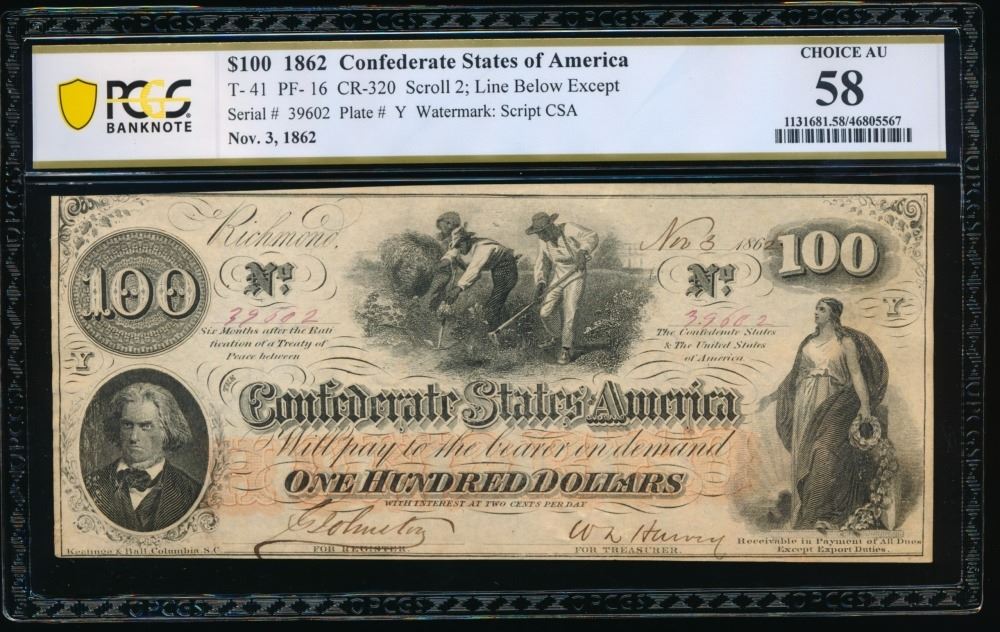 $100 1862 Confederate States of America
T- 41 PF- 16 CR-320 Scroll 2; Line Below Except
Serial # 39602 Plate # Y Watermark: Script CSA
Nov. 3, 1862
PCGS
BANKNOTE
CHOICE AU
58
1131681.58/46805567
Richmond,
Nov 3 1862
100
100
No
No
39602
39602
Six Months after the Rati
fication of a Treaty of
Peace between
The Confederate States
& The United States
of America
Y
Y
Confederate States America
Will pay to the bearer on demand
ONE HUNDRED DOLLARS
WITH INTEREST AT TWO CENTS PER DAY
FOR REGISTER
FOR TREASURER.
Keatinge & Ball, Columbia, S.C.
Receivable in Payment of All Dues
Except Export Duties.